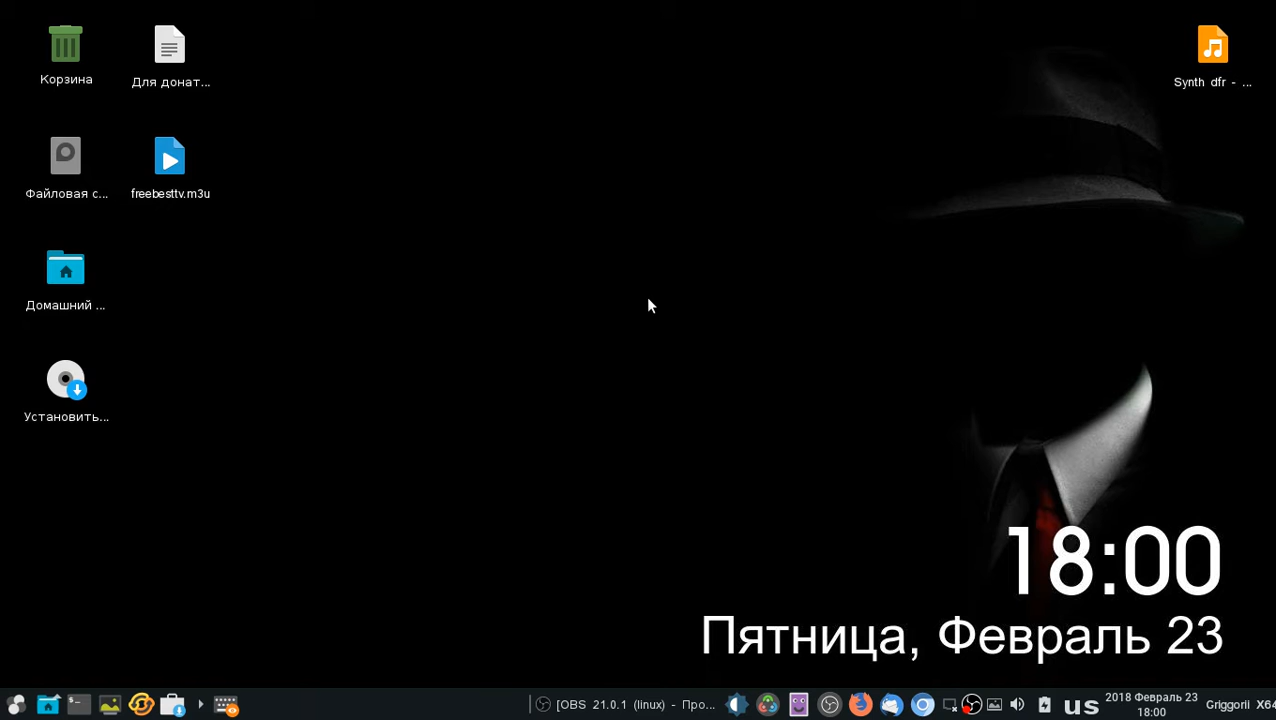 Корзина
Для донат...
Synth dfr - ...
Файловая с...
freebesttv.m3u
Домашний ...
Установить...
18:00
Пятница, Февраль 23
[OBS 21.0.1 (linux) - Про...
us
2018 Февраль 23
18:00
Griggorii X64